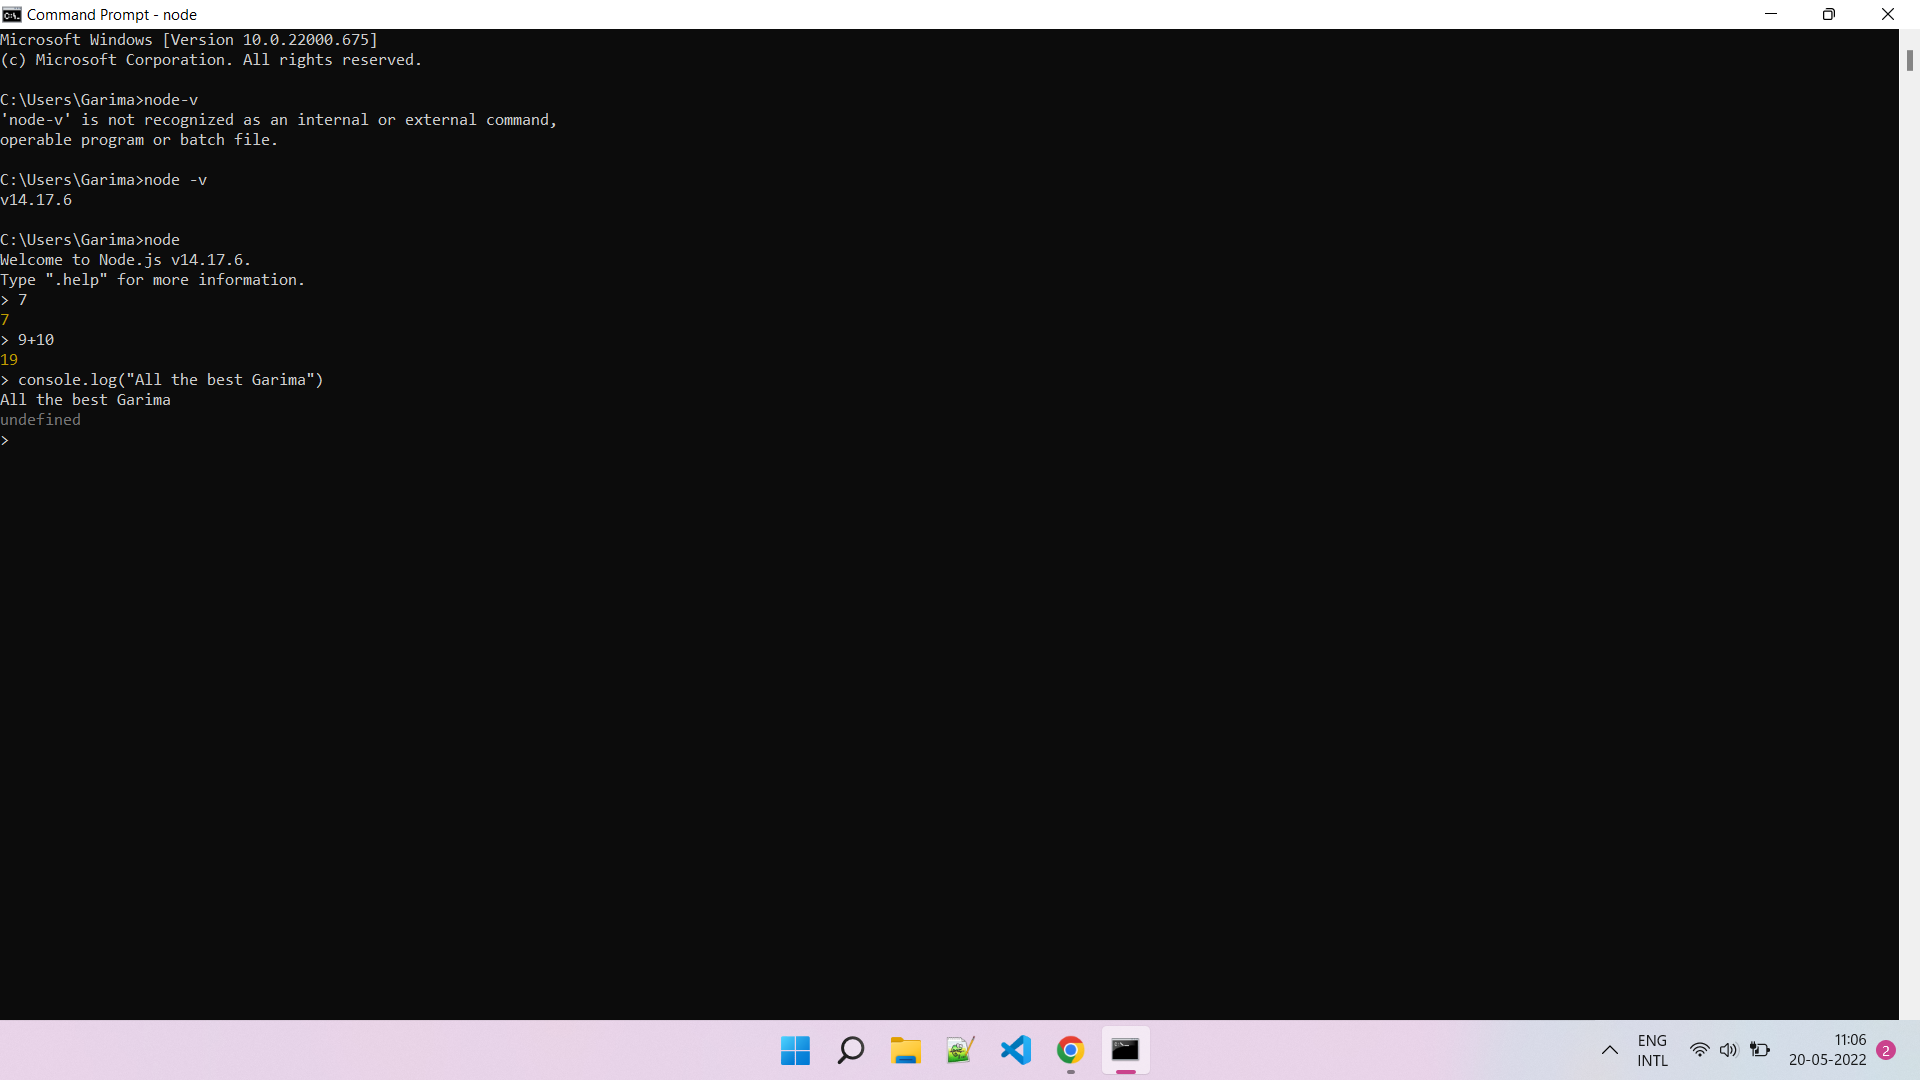 Command Prompt - node
Microsoft Windows [Version 10.0.22000.675]
(c) Microsoft Corporation. All rights reserved.
C:\Users\Garima>node-v
'node-v' is not recognized as an internal or external command,
operable program or batch file.
C:\Users\Garima>node -v
v14.17.6
C:\Users\Garima>node
Welcome to Node.js v14.17.6.
Type ".help" for more information.
> 7
7
> 9+10
19
> console.log("All the best Garima")
All the best Garima
undefined
>
ENG
INTL
11:06
20-05-2022
2